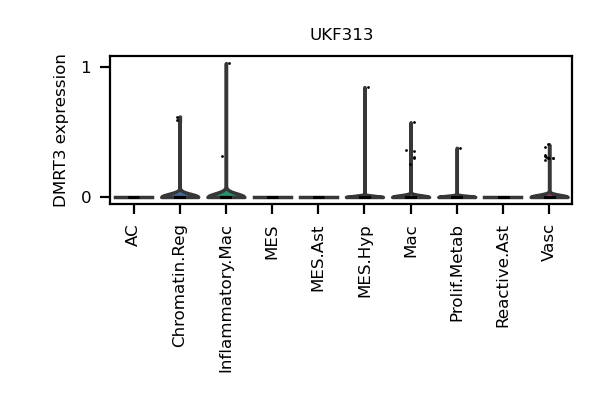 UKF313
DMRT3 expression
1
0
AC
Chromatin.Reg
Inflammatory.Mac
MES
MES.Ast
MES.Hyp
Mac
Prolif.Metab
Reactive.Ast
Vasc